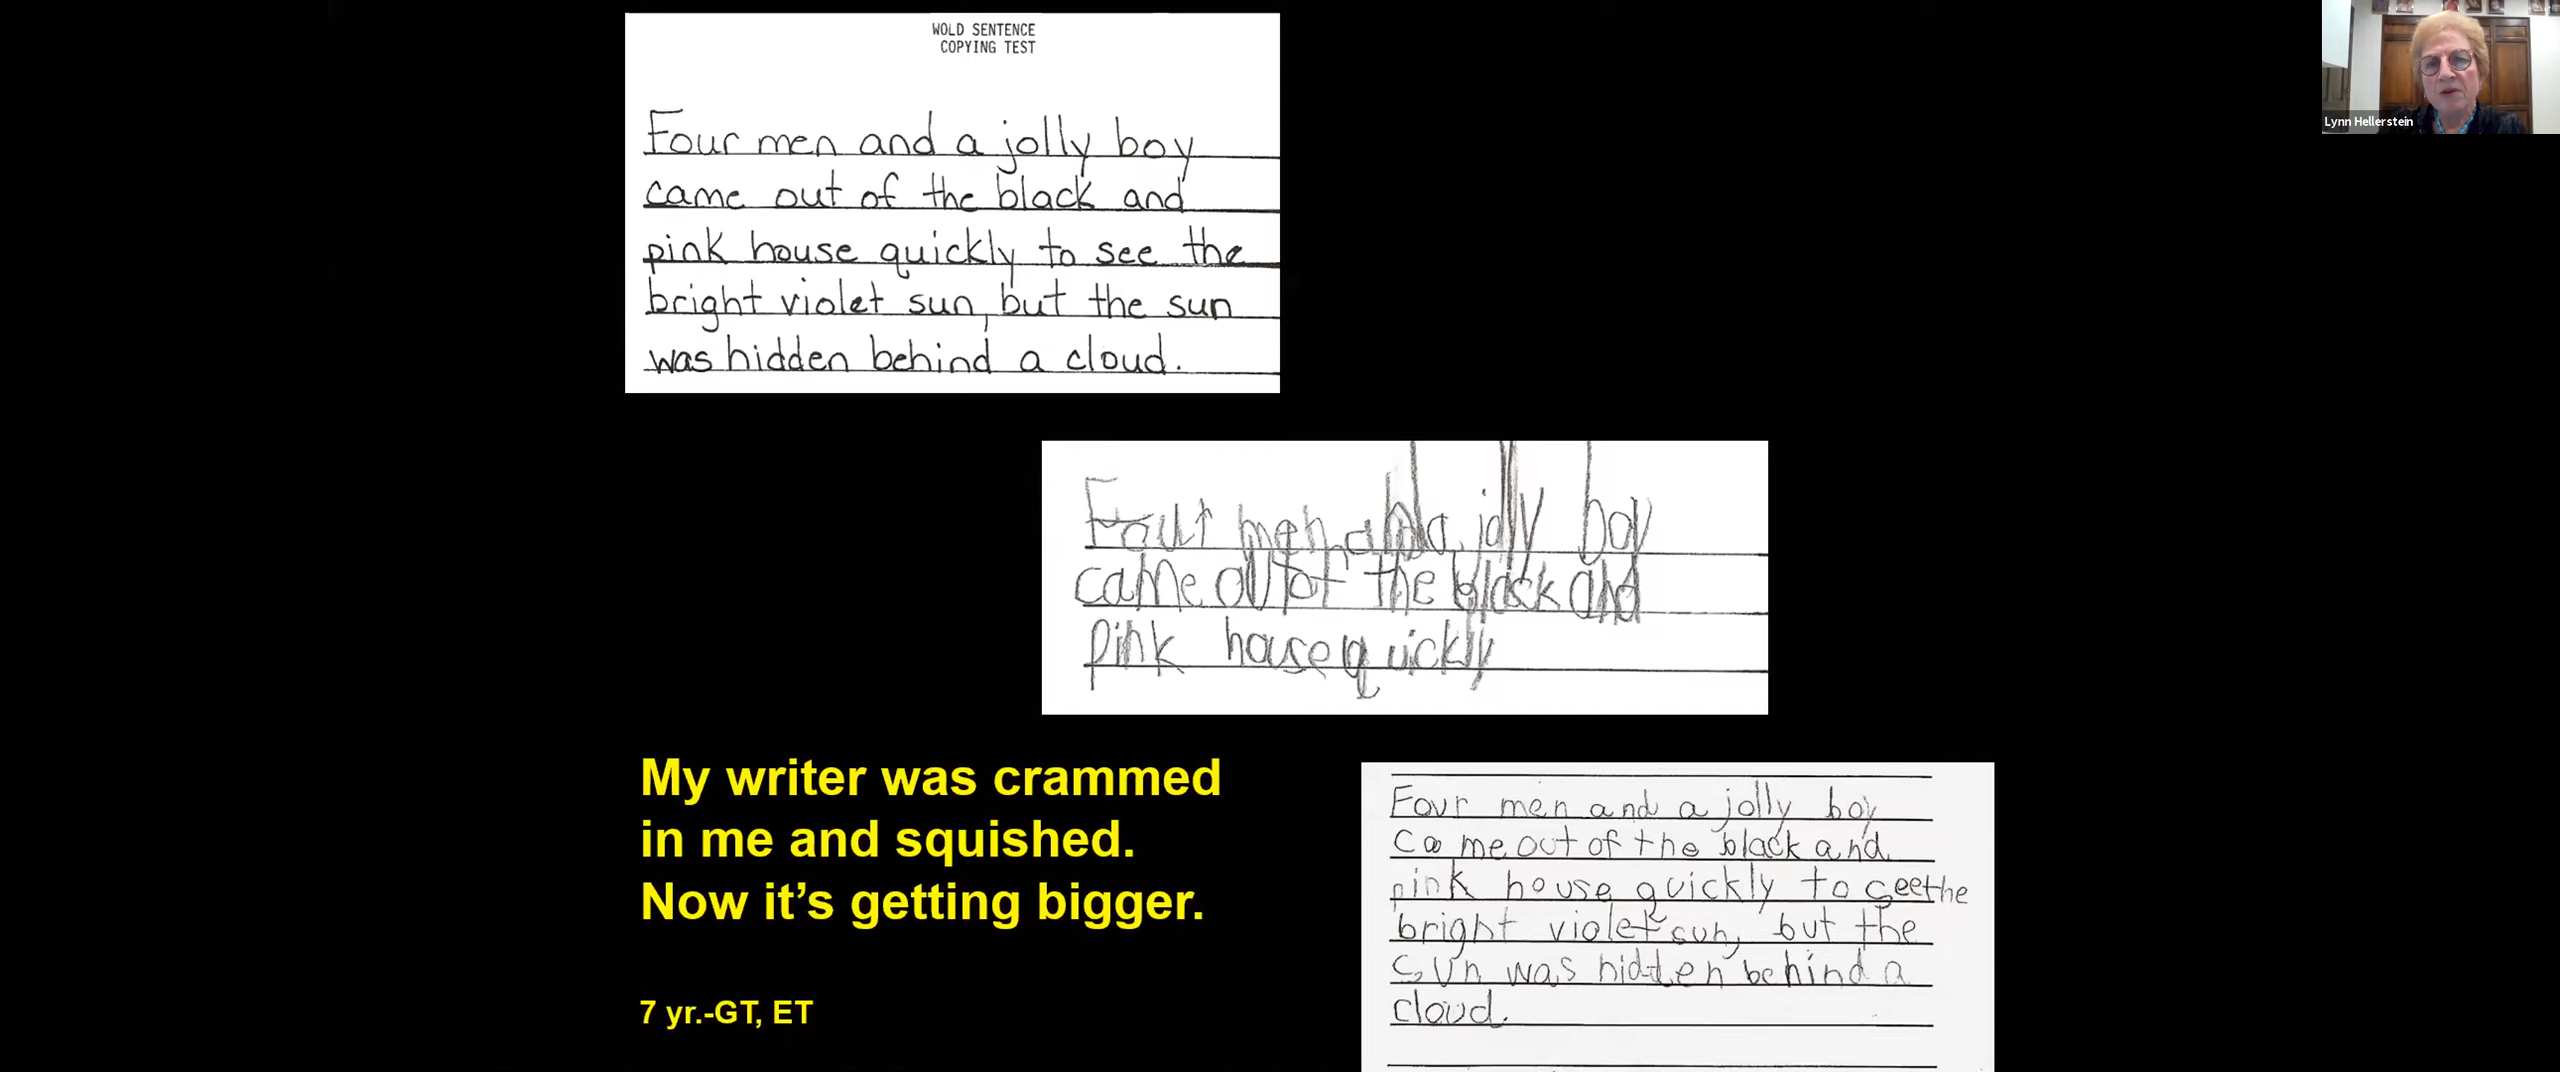 WOLD SENTENCE
COPYING TEST
Four men and a jolly boy
came out of the black and
pink house quickly to see the
bright violet sun, but the sun
was hidden behind a cloud.
Lynn Hellerstein
Four men and a jolly boy
came out of the black and
pink house quickly
My writer was crammed
in me and squished.
Now it’s getting bigger.
7 yr.-GT, ET
Four men and a jolly boy
came out of the black and
pink house quickly to see the
bright violet sun, but the
sun was hidden behind a
cloud.